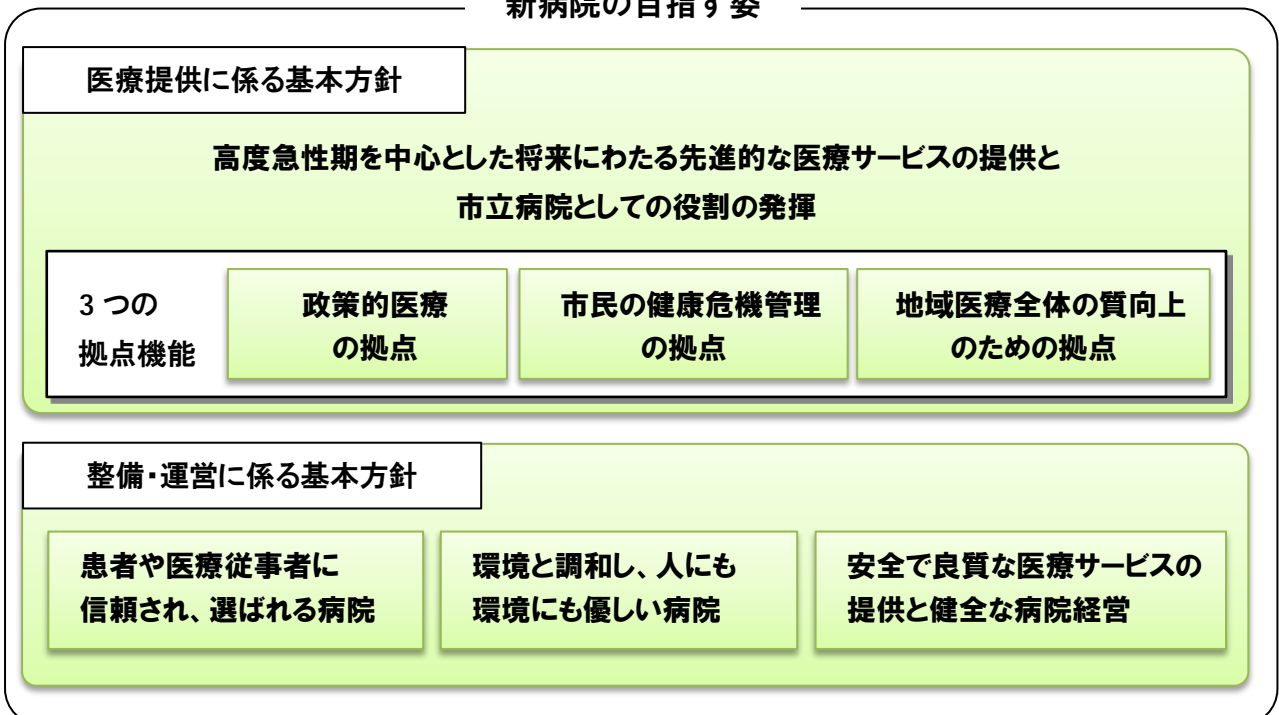 新病院の目指す姿
医療提供に係る基本方針
高度急性期を中心とした将来にわたる先進的な医療サービスの提供と
市立病院としての役割の発揮
3 つの
拠点機能
政策的医療
の拠点
市民の健康危機管理
の拠点
地域医療全体の質向上
のための拠点
整備・運営に係る基本方針
患者や医療従事者に
信頼され、選ばれる病院
環境と調和し、人にも
環境にも優しい病院
安全で良質な医療サービスの
提供と健全な病院経営